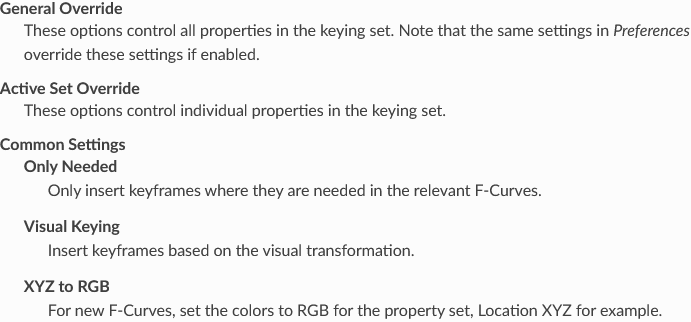 General Override
These options control all properties in the keying set. Note that the same settings in Preferences
override these settings if enabled.
Active Set Override
These options control individual properties in the keying set.
Common Settings
Only Needed
Only insert keyframes where they are needed in the relevant F-Curves.
Visual Keying
Insert keyframes based on the visual transformation.
XYZ to RGB
For new F-Curves, set the colors to RGB for the property set, Location XYZ for example.